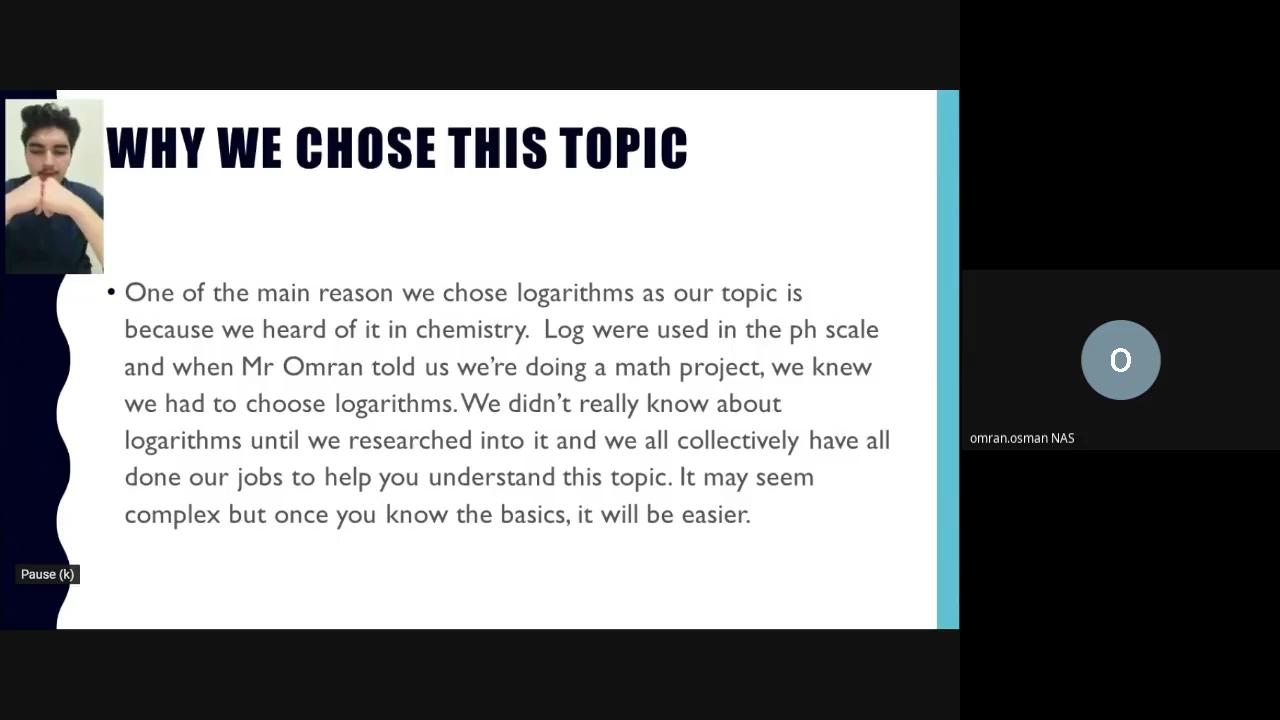 WHY WE CHOSE THIS TOPIC
• One of the main reason we chose logarithms as our topic is
because we heard of it in chemistry.  Log were used in the ph scale
and when Mr Omran told us we’re doing a math project, we knew
we had to choose logarithms. We didn’t really know about
logarithms until we researched into it and we all collectively have all
done our jobs to help you understand this topic. It may seem
complex but once you know the basics, it will be easier.
O
omran.osman NAS
Pause (k)